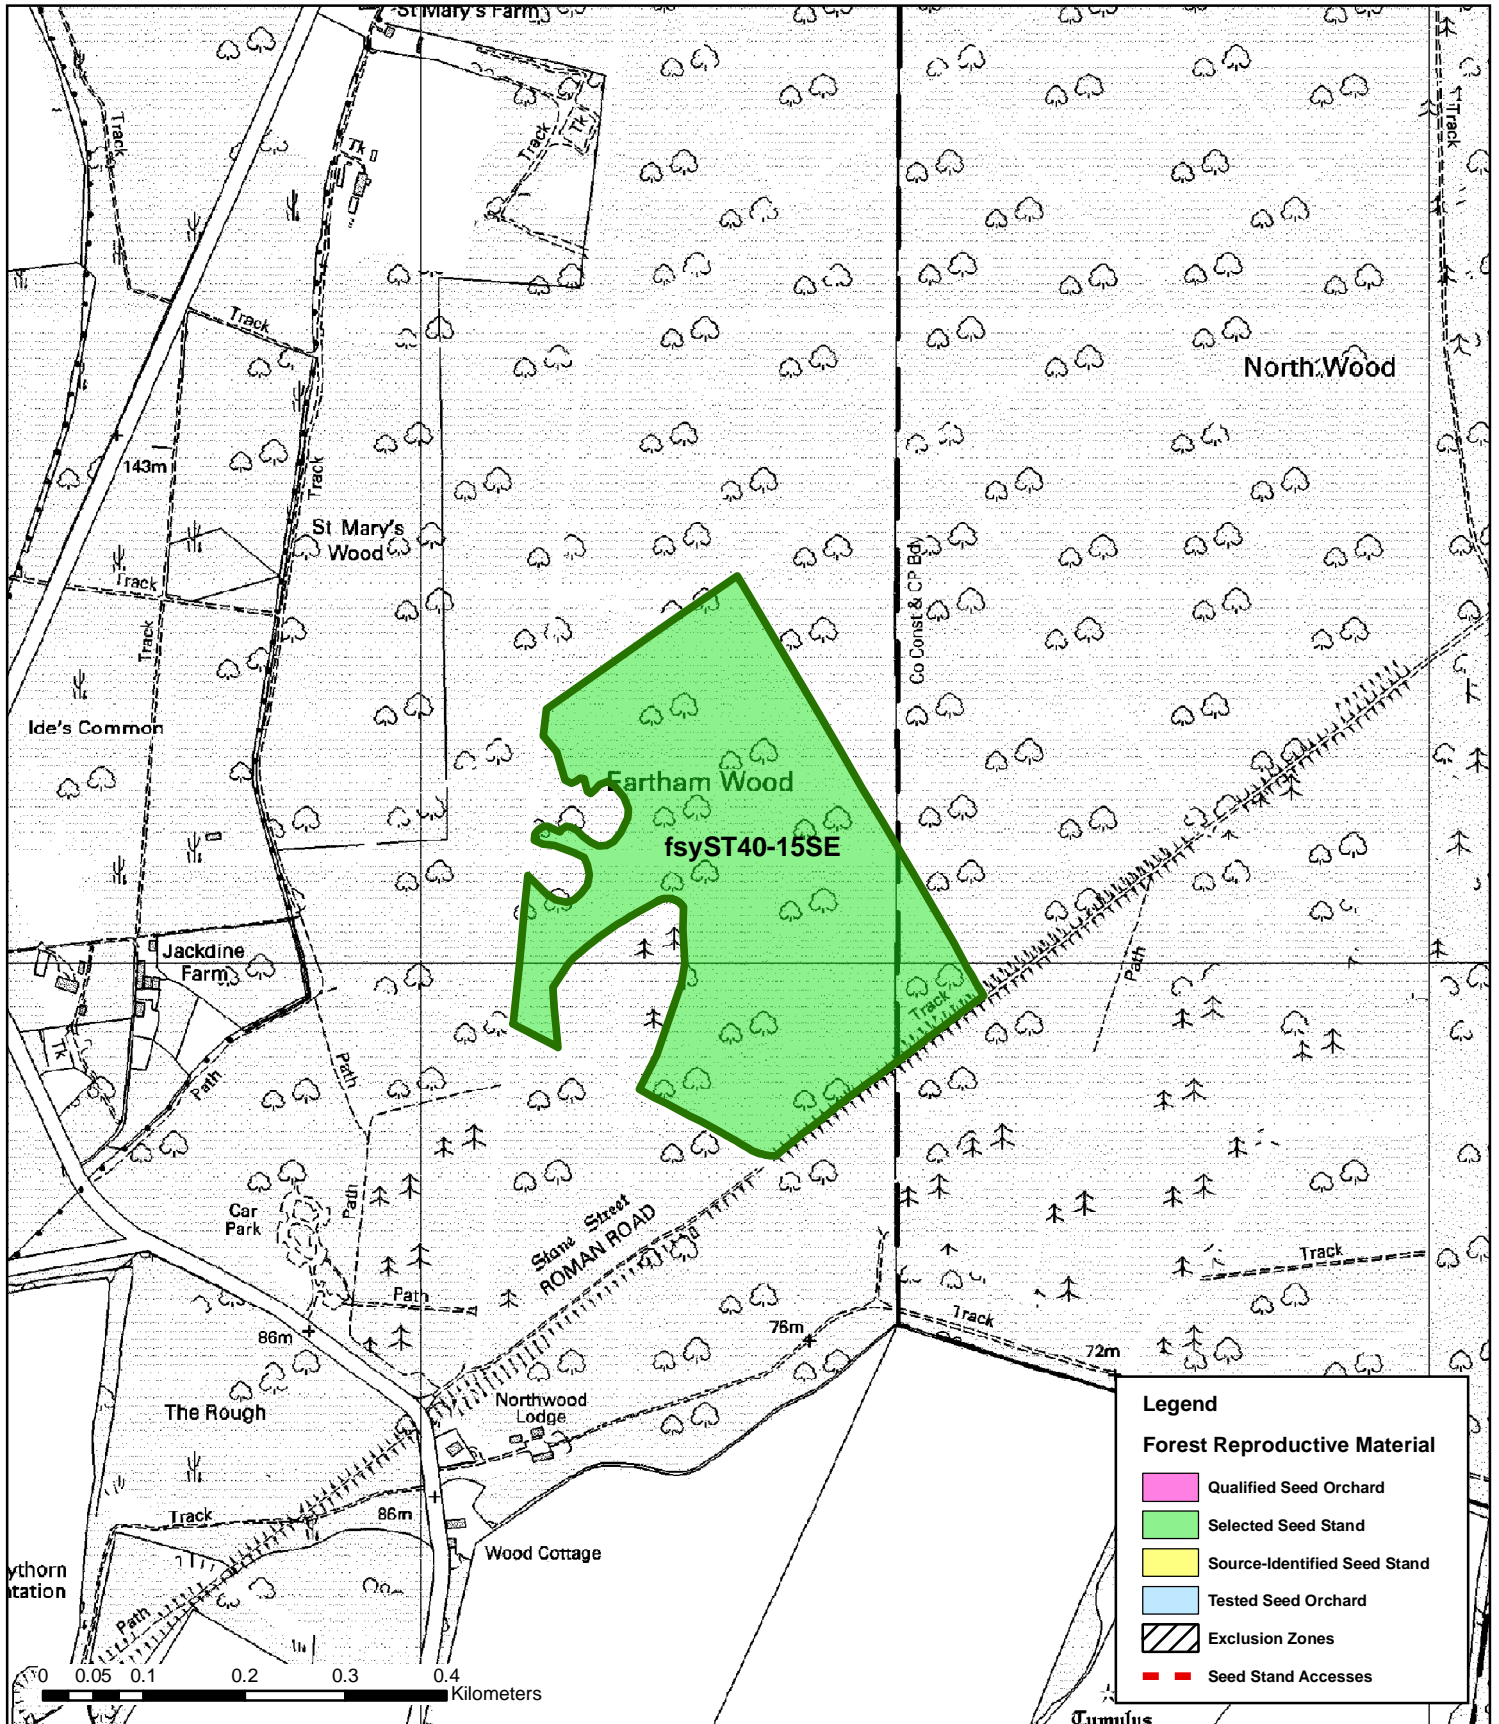 St Mary's Farm
Track
Track
Tk
Track
Tk
Track
North Wood
Track
143m
Track
St Mary's
Wood
Co Const & CP Bdy
Track
Track
Ide's Common
Eartham Wood
fsyST40-15SE
Jackdine
Farm
Path
Track
Tk
Path
Path
Path
Car
Park
Stane Street
ROMAN ROAD
Track
Path
86m
76m
Track
72m
Northwood
Lodge
The Rough
Track
86m
Wood Cottage
ythorn
ntation
Path
0 0.05 0.1 0.2 0.3 0.4
Kilometers
Legend
Forest Reproductive Material
Qualified Seed Orchard
Selected Seed Stand
Source-Identified Seed Stand
Tested Seed Orchard
Exclusion Zones
Seed Stand Accesses
Tumulus